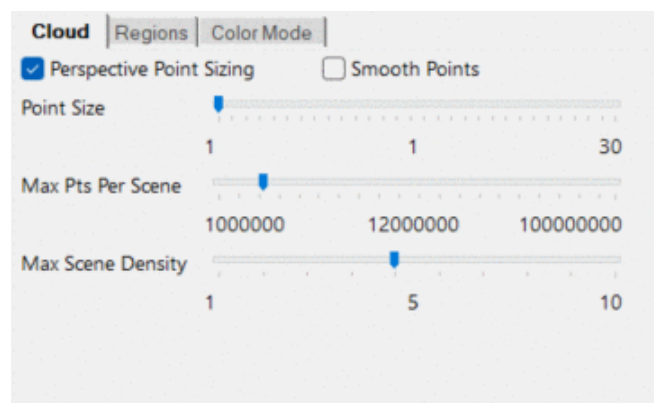 Cloud Regions Color Mode
Perspective Point Sizing Smooth Points
Point Size
1 1 30
Max Pts Per Scene
1000000 12000000 100000000
Max Scene Density
1 5 10